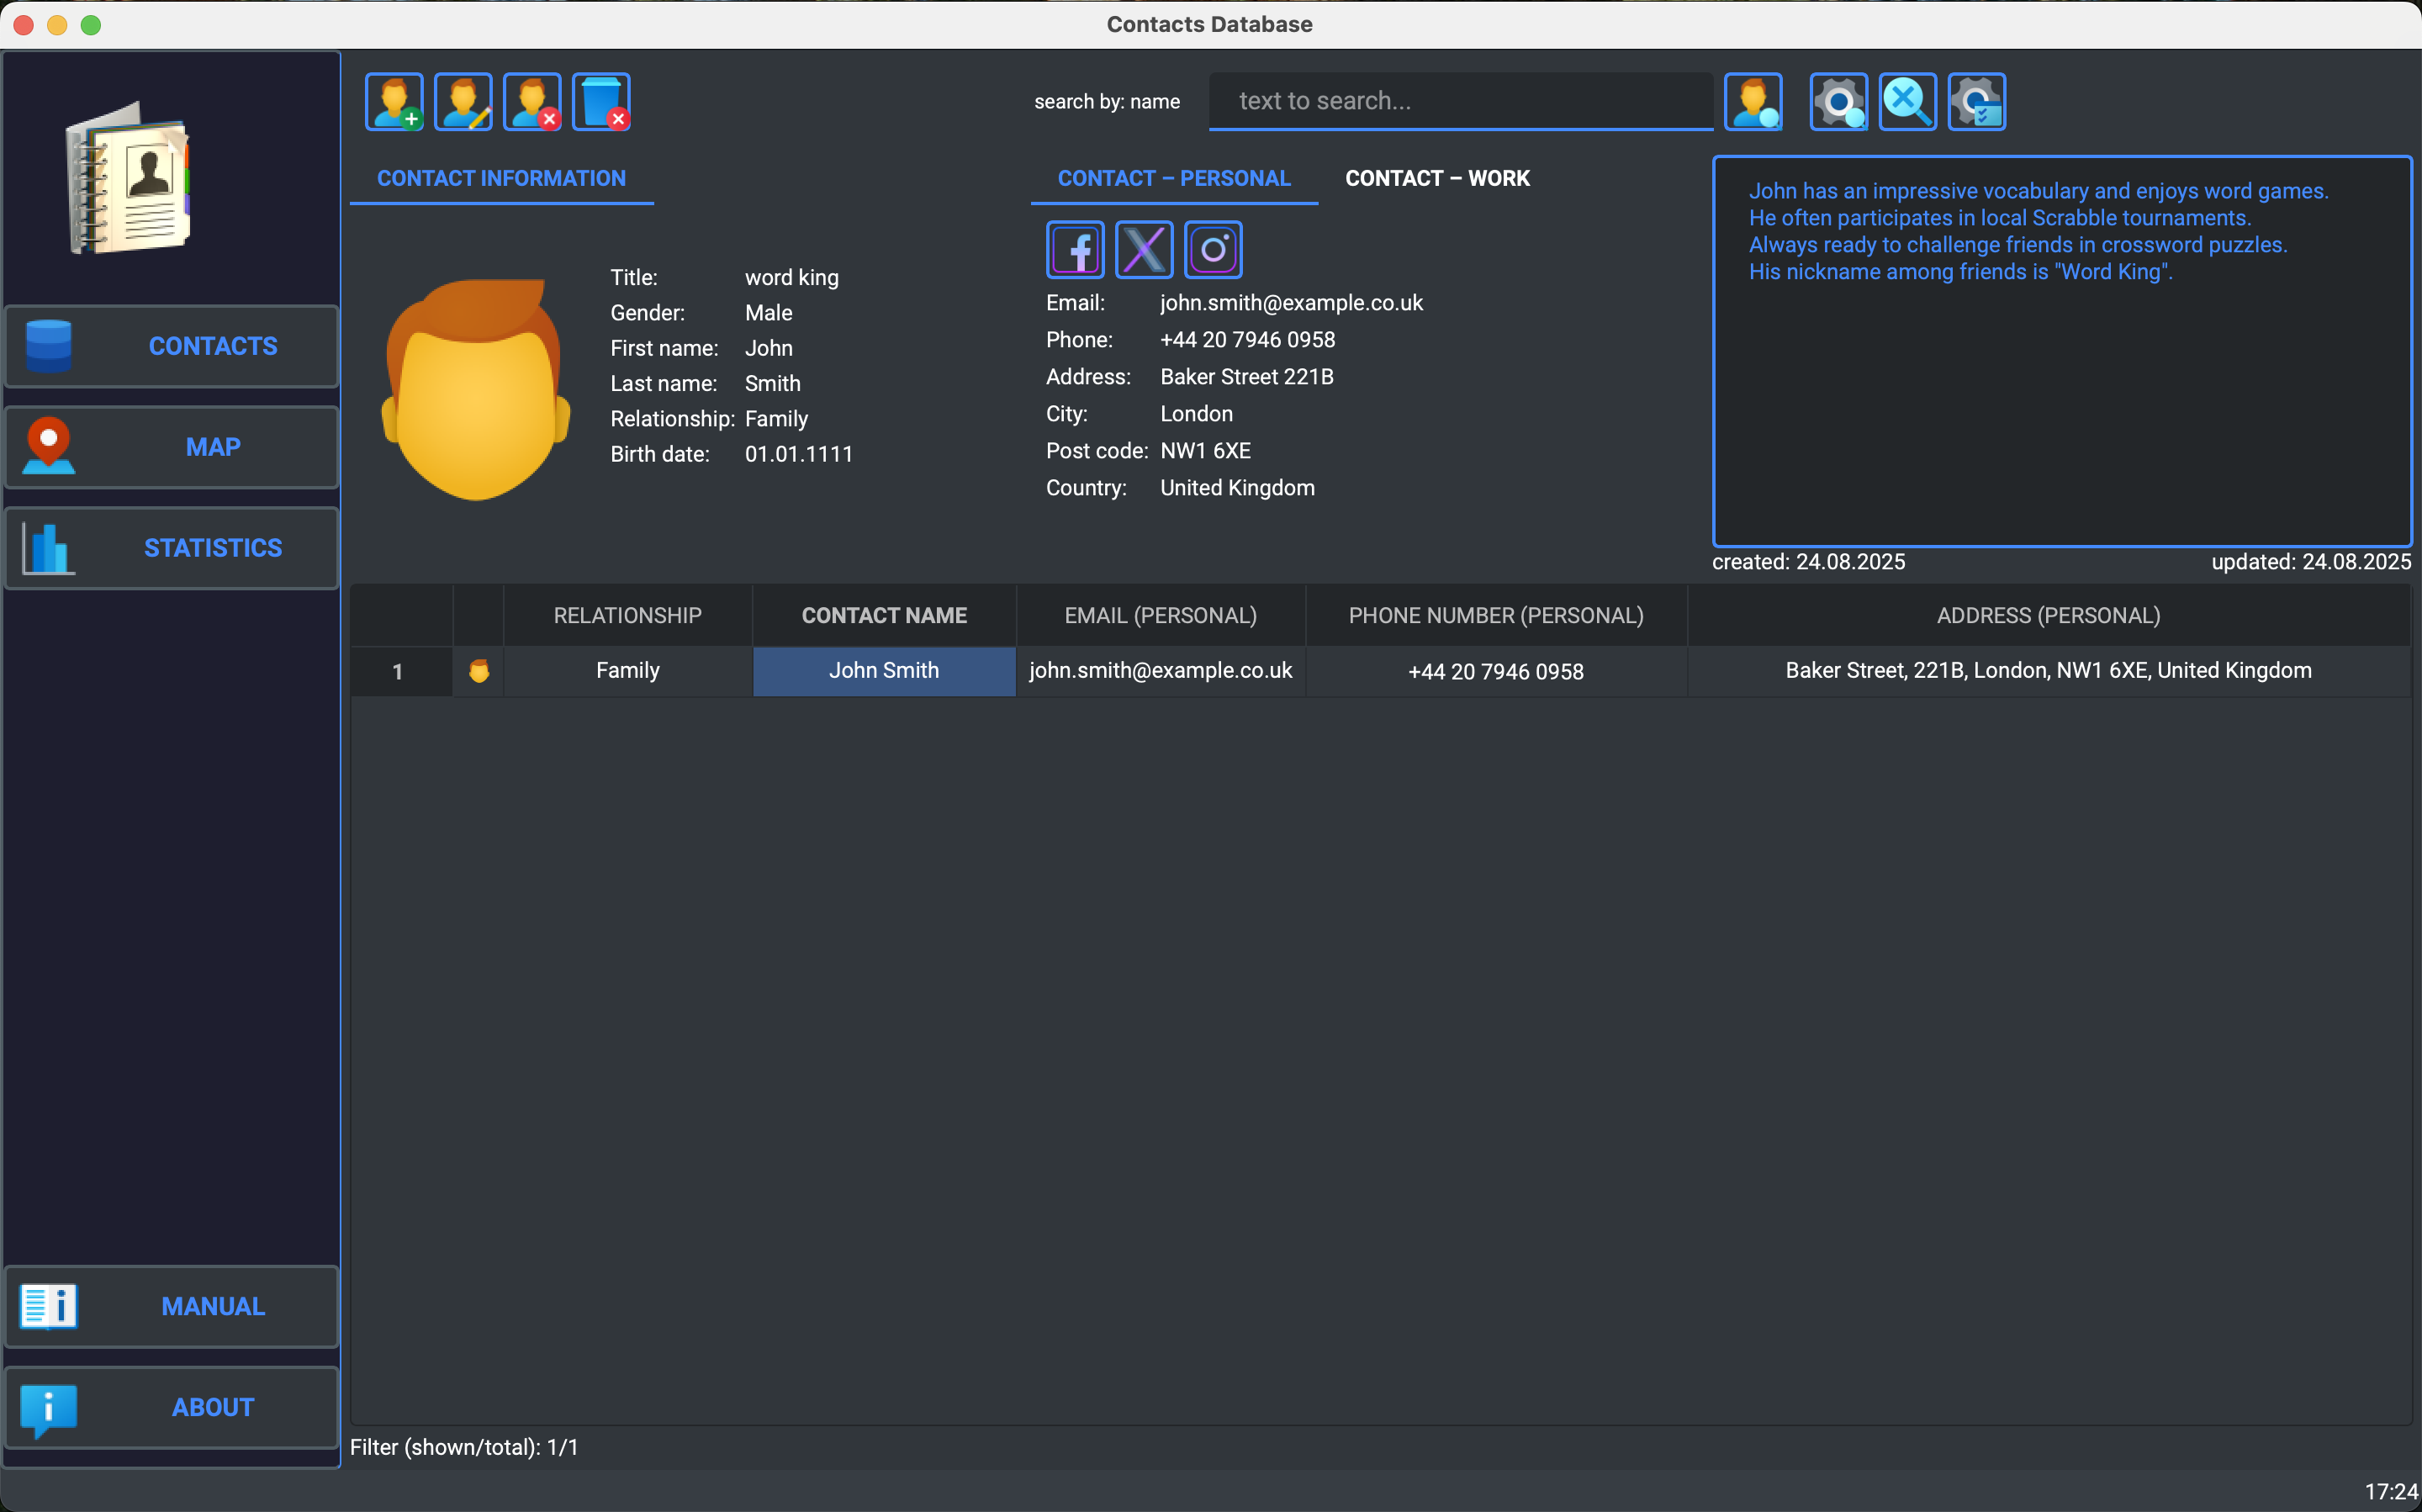 Contacts Database
search by: name
text to search...
CONTACTS
MAP
STATISTICS
MANUAL
ABOUT
CONTACT INFORMATION
Title: word king
Gender: Male
First name: John
Last name: Smith
Relationship: Family
Birth date: 01.01.1111
CONTACT – PERSONAL
CONTACT – WORK
Email: john.smith@example.co.uk
Phone: +44 20 7946 0958
Address: Baker Street 221B
City: London
Post code: NW1 6XE
Country: United Kingdom
John has an impressive vocabulary and enjoys word games.
He often participates in local Scrabble tournaments.
Always ready to challenge friends in crossword puzzles.
His nickname among friends is "Word King".
created: 24.08.2025
updated: 24.08.2025
RELATIONSHIP CONTACT NAME EMAIL (PERSONAL) PHONE NUMBER (PERSONAL) ADDRESS (PERSONAL)
1 Family John Smith john.smith@example.co.uk +44 20 7946 0958 Baker Street, 221B, London, NW1 6XE, United Kingdom
Filter (shown/total): 1/1
17:24